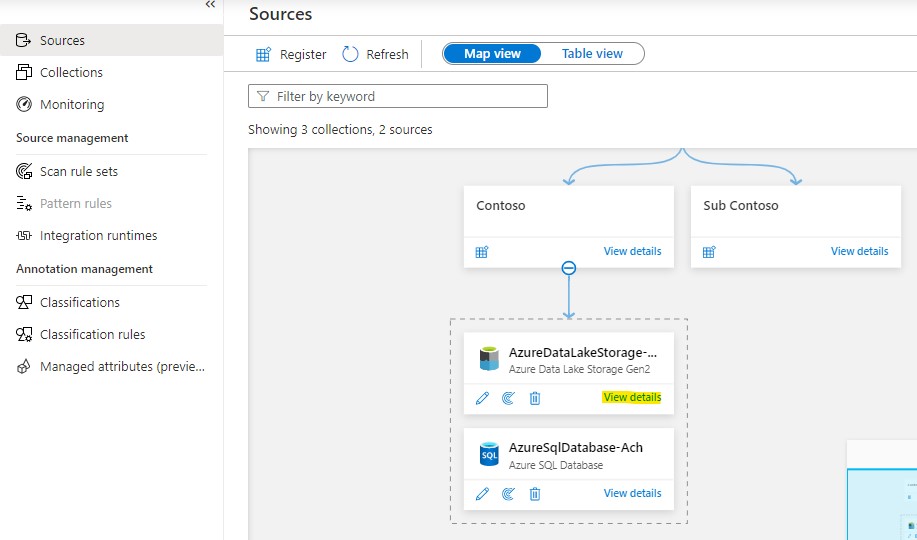 Sources
Sources
Collections
Monitoring
Source management
Scan rule sets
Pattern rules
Integration runtimes
Annotation management
Classifications
Classification rules
Managed attributes (previe...
Register
Refresh
Map view
Table view
Filter by keyword
Showing 3 collections, 2 sources
Contoso
View details
Sub Contoso
View details
AzureDataLakeStorage-...
Azure Data Lake Storage Gen2
View details
SQL
AzureSqlDatabase-Ach
Azure SQL Database
View details